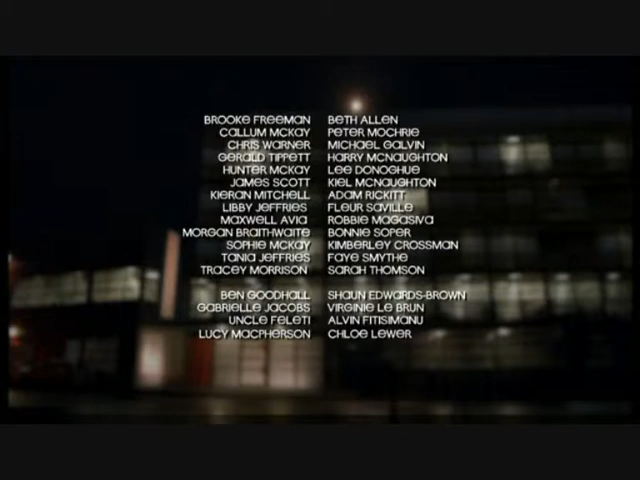 BROOKE FREEMAN BETH ALLEN
CALLUM MCKAY PETER MOCHRIE
CHRIS WARNER MICHAEL GALVIN
GERALD TIPPETT HARRY MCNAUGHTON
HUNTER MCKAY LEE DONOGHUE
JAMES SCOTT KIEL MCNAUGHTON
KIERAN MITCHELL ADAM RICKITT
LIBBY JEFFRIES FLEUR SAVILLE
MAXWELL AVIA ROBBIE MAGASIVA
MORGAN BRAITHWAITE BONNIE SOPER
SOPHIE MCKAY KIMBERLEY CROSSMAN
TANIA JEFFRIES FAYE SMYTHE
TRACEY MORRISON SARAH THOMSON
BEN GOODHALL SHAUN EDWARDS-BROWN
GABRIELLE JACOBS VIRGINIE LE BRUN
UNCLE FELETI ALVIN FITISIMANU
LUCY MACPHERSON CHLOE LEWER